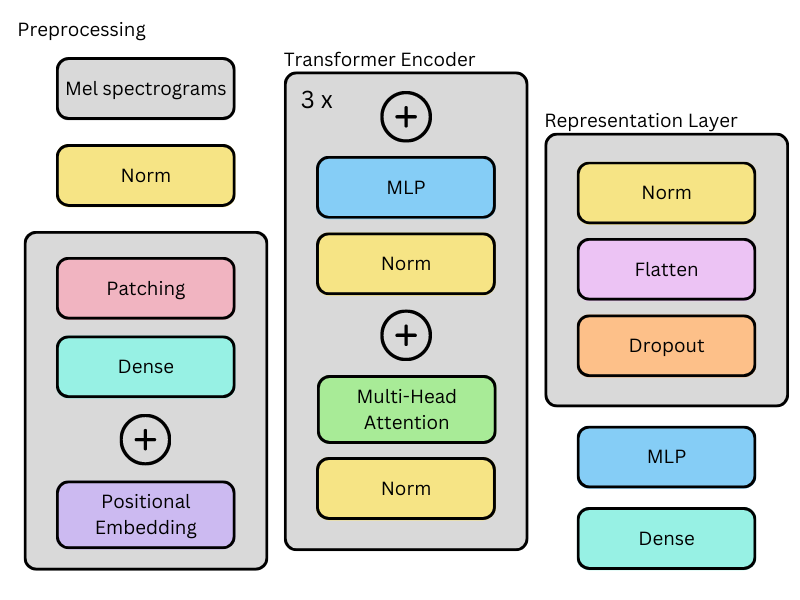 Preprocessing
Mel spectrograms
Norm
Patching
Dense
+
Positional
Embedding
Transformer Encoder
3 x
+
MLP
Norm
+
Multi-Head
Attention
Norm
Representation Layer
Norm
Flatten
Dropout
MLP
Dense